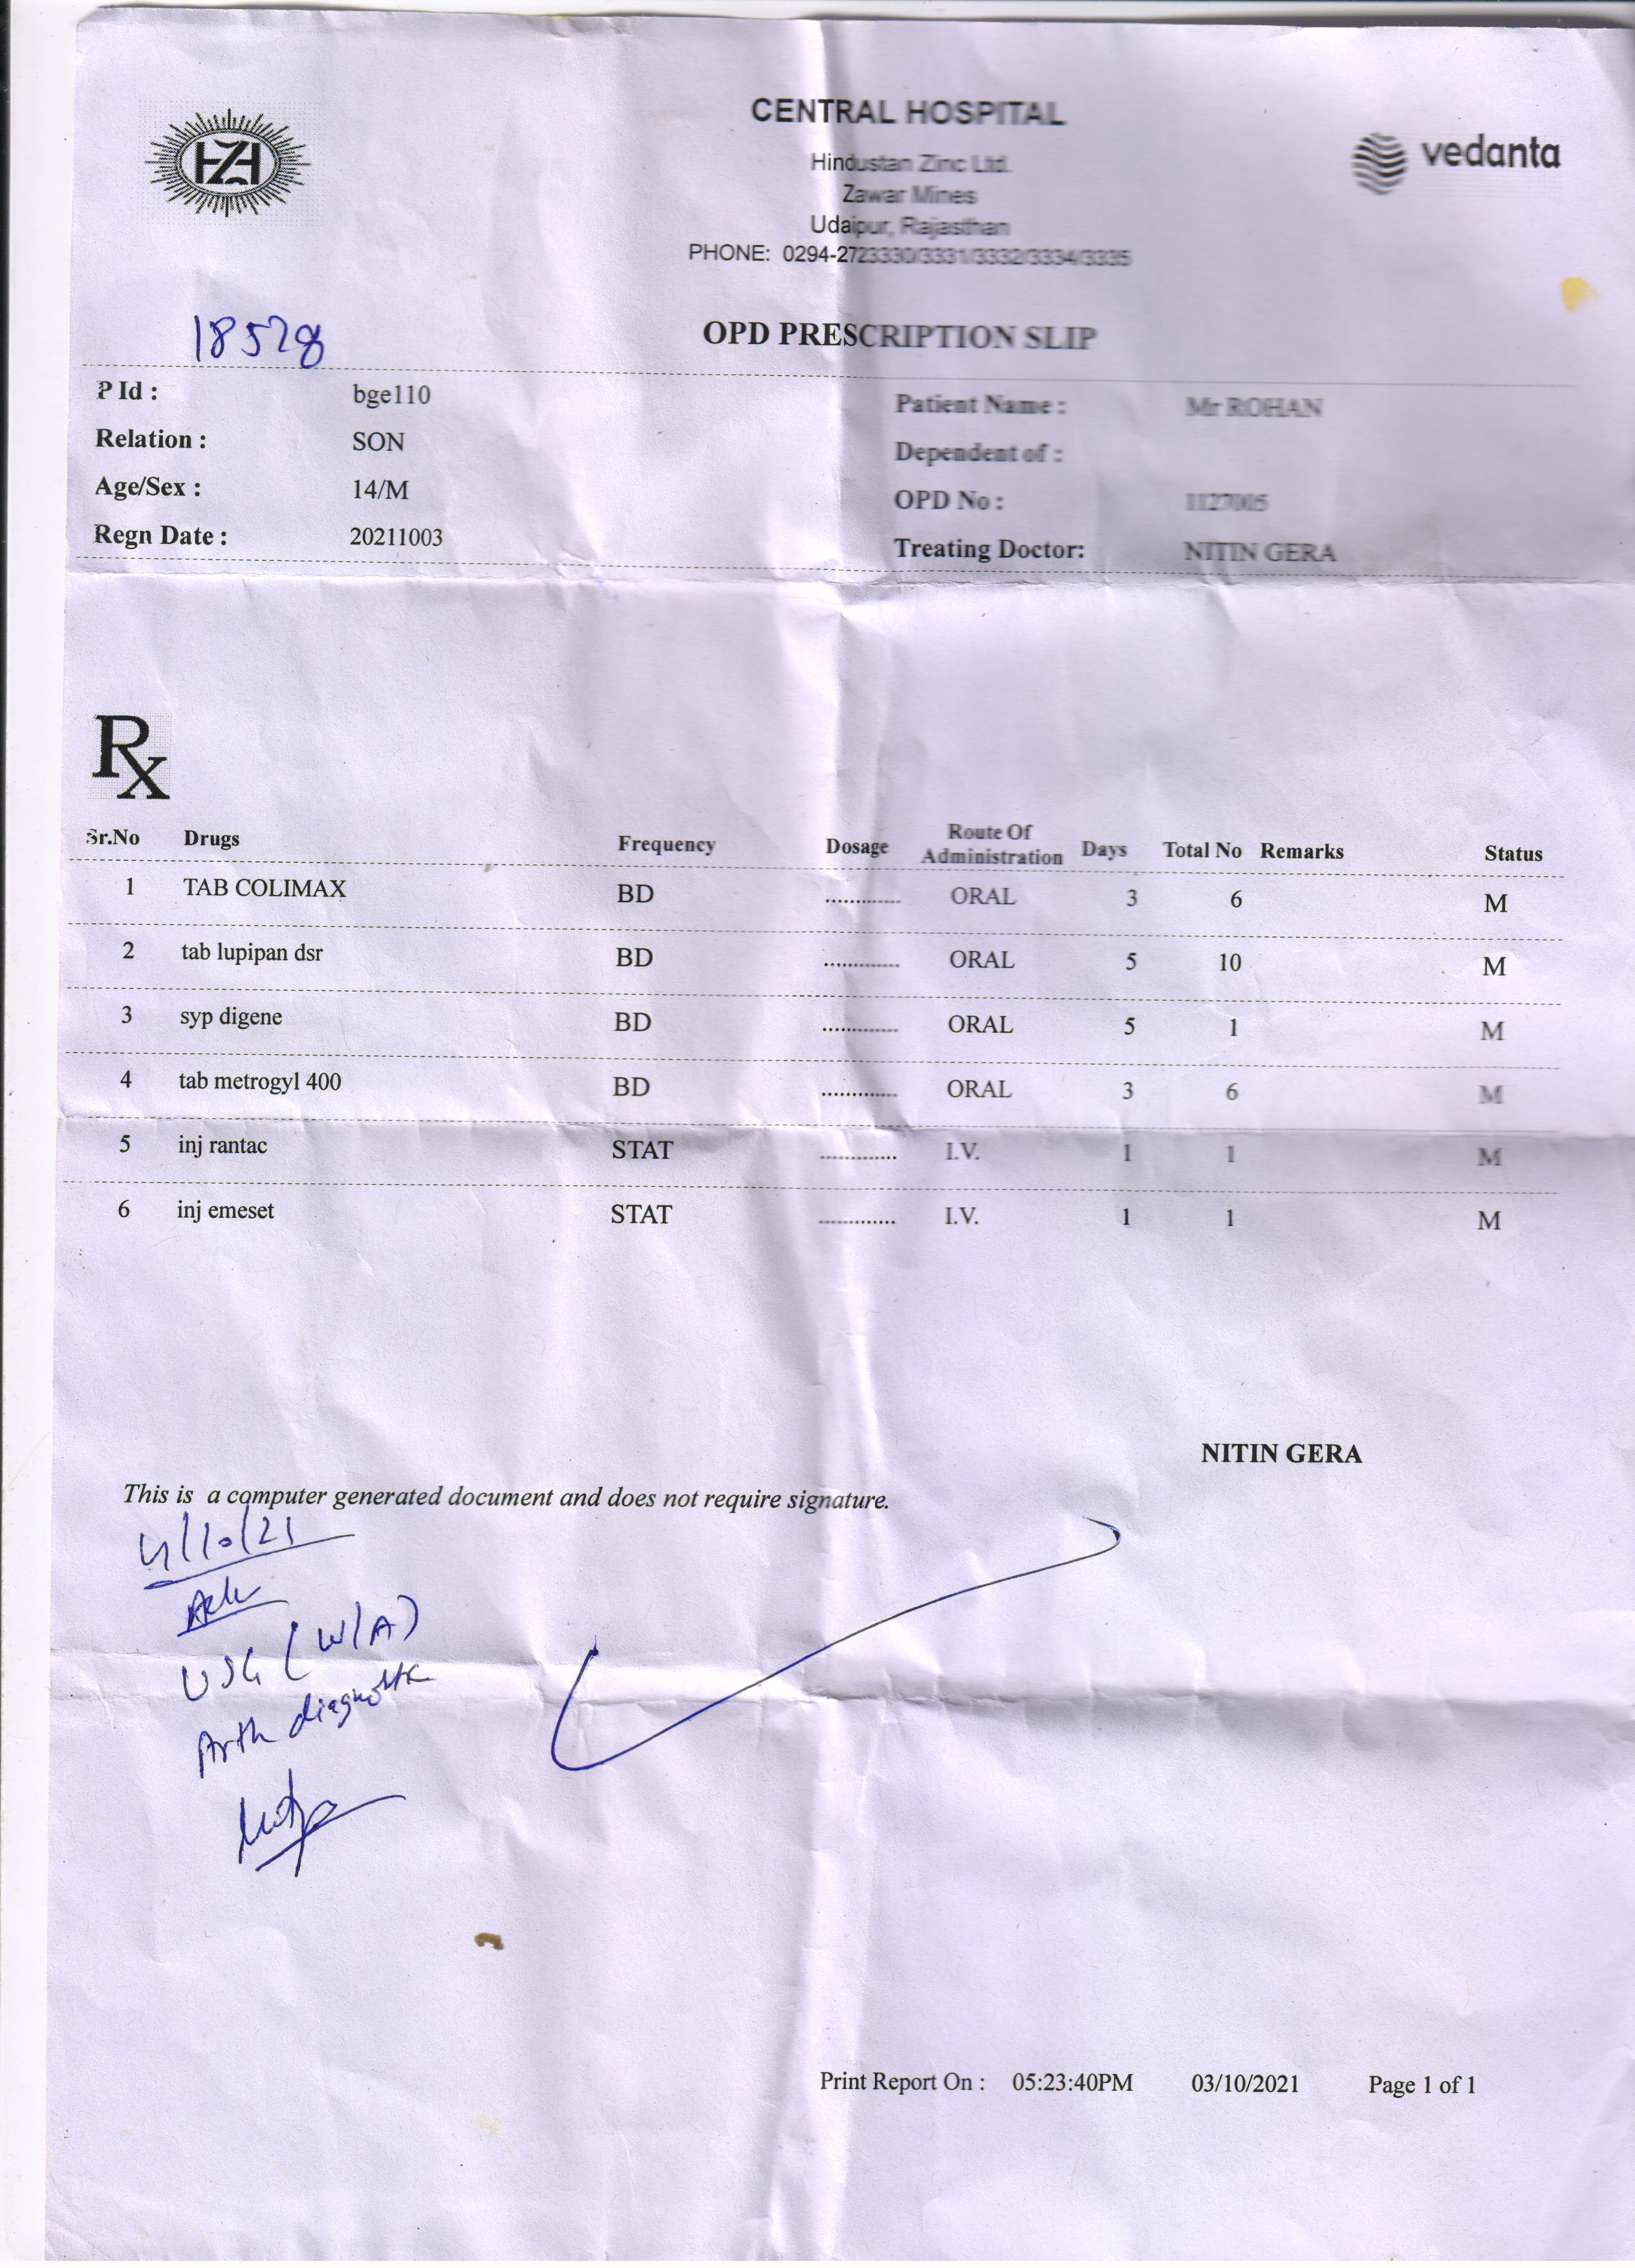 CENTRAL HOSPITAL
HZL
vedanta
Hindustan Zinc Ltd.
Zawar Mines
Udaipur, Rajasthan
PHONE: 0294-2723330/3331/3332/3334/3335
18528
OPD PRESCRIPTION SLIP
P Id : bge110 Patient Name : Mr ROHAN
Relation : SON Dependent of :
Age/Sex : 14/M OPD No : 1127005
Regn Date : 20211003 Treating Doctor: NITIN GERA
Rx
Sr.No Drugs Frequency Dosage Route Of Administration Days Total No Remarks Status
1 TAB COLIMAX BD ............. ORAL 3 6 M
2 tab lupipan dsr BD ............. ORAL 5 10 M
3 syp digene BD ............. ORAL 5 1 M
4 tab metrogyl 400 BD ............. ORAL 3 6 M
5 inj rantac STAT ............. I.V. 1 1 M
6 inj emeset STAT ............. I.V. 1 1 M
NITIN GERA
This is a computer generated document and does not require signature.
4/10/21
Adv
USG (W/A)
Arth diagnostic
Print Report On : 05:23:40PM 03/10/2021 Page 1 of 1